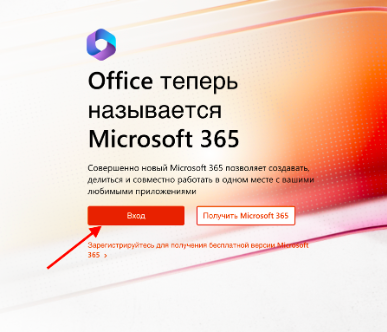 Office теперь
называется
Microsoft 365
Совершенно новый Microsoft 365 позволяет создавать,
делиться и совместно работать в одном месте с вашими
любимыми приложениями
Вход
Получить Microsoft 365
Зарегистрируйтесь для получения бесплатной версии Microsoft
365 >